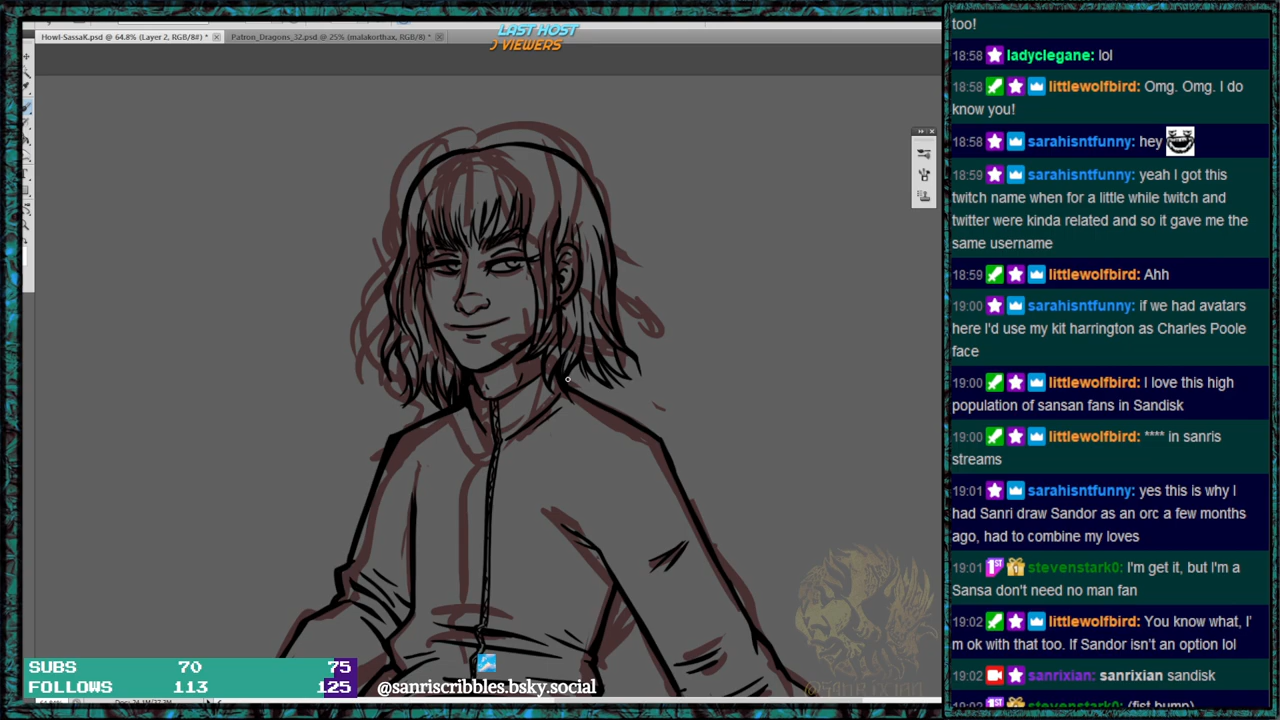 Howl-SassaK.psd @ 64.8% (Layer 2, RGB/8#) *
Patron_Dragons_32.psd @ 25% (malakorthax, RGB/8) *
LAST HOST
VIEWERS
too!
18:58 ladyclegane: lol
18:58 littlewolfbird: Omg. Omg. I do
know you!
18:58 sarahisntfunny: hey
18:59 sarahisntfunny: yeah I got this
twitch name when for a little while twitch and
twitter were kinda related and so it gave me the
same username
18:59 littlewolfbird: Ahh
19:00 sarahisntfunny: if we had avatars
here I'd use my kit harrington as Charles Poole
face
19:00 littlewolfbird: I love this high
population of sansan fans in Sandisk
19:00 littlewolfbird: **** in sanris
streams
19:01 sarahisntfunny: yes this is why I
had Sanri draw Sandor as an orc a few months
ago, had to combine my loves
19:01 1ST stevenstark0: I'm get it, but I'm a
Sansa don't need no man fan
19:02 littlewolfbird: You know what, I'
m ok with that too. If Sandor isn't an option lol
19:02 sanrixian: sanrixian sandisk
stevenstark0: (fist bump)
SUBS 70 75
FOLLOWS 113 125
@sanriscribbles.bsky.social